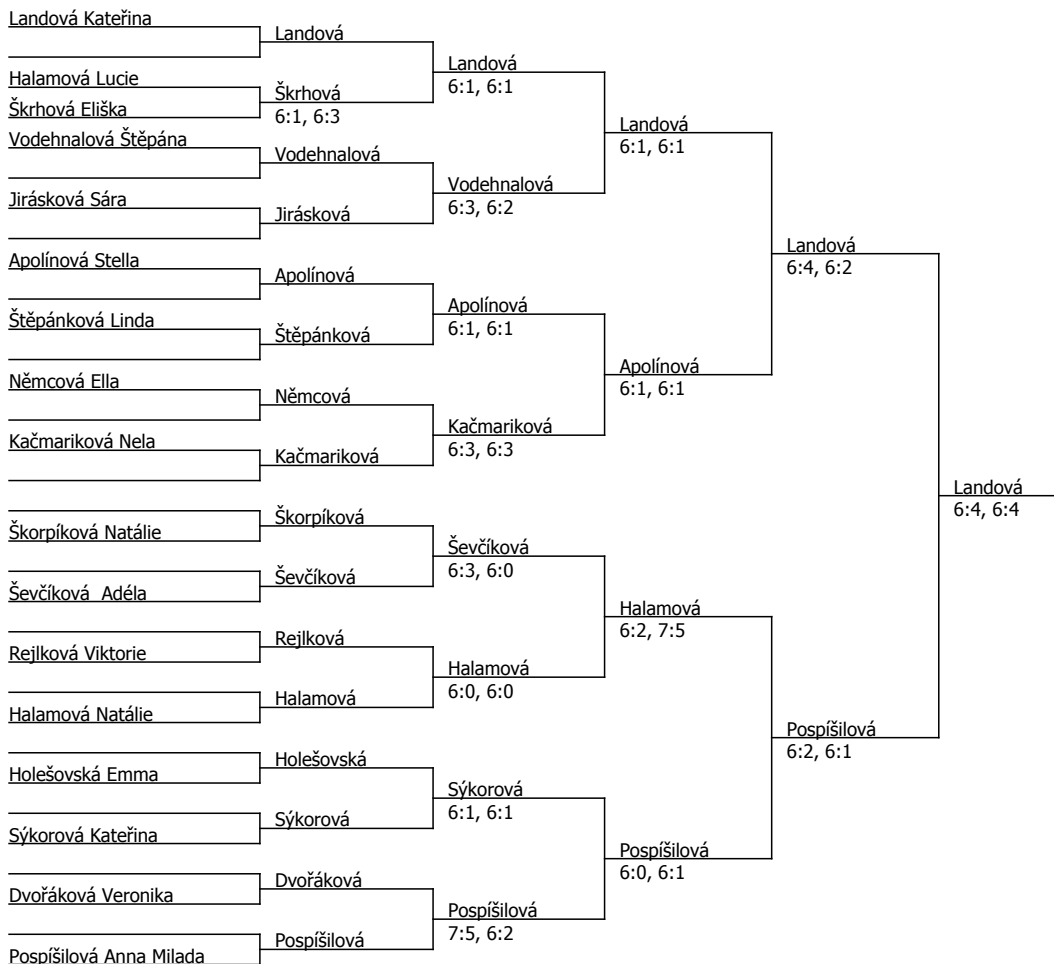 Landová Kateřina
Landová
Landová
6:1, 6:1
Halamová Lucie
Škrhová
6:1, 6:3
Škrhová Eliška
Landová
6:1, 6:1
Vodehnalová Štěpána
Vodehnalová
Vodehnalová
6:3, 6:2
Jirásková Sára
Jirásková
Landová
6:4, 6:2
Apolínová Stella
Apolínová
Apolínová
6:1, 6:1
Štěpánková Linda
Štěpánková
Apolínová
6:1, 6:1
Němcová Ella
Němcová
Kačmariková
6:3, 6:3
Kačmariková Nela
Kačmariková
Landová
6:4, 6:4
Škorpíková
Škorpíková Natálie
Ševčíková
6:3, 6:0
Ševčíková
Ševčíková  Adéla
Halamová
6:2, 7:5
Rejlková
Rejlková Viktorie
Halamová
6:0, 6:0
Halamová
Halamová Natálie
Pospíšilová
6:2, 6:1
Holešovská
Holešovská Emma
Sýkorová
6:1, 6:1
Sýkorová
Sýkorová Kateřina
Pospíšilová
6:0, 6:1
Dvořáková
Dvořáková Veronika
Pospíšilová
7:5, 6:2
Pospíšilová
Pospíšilová Anna Milada